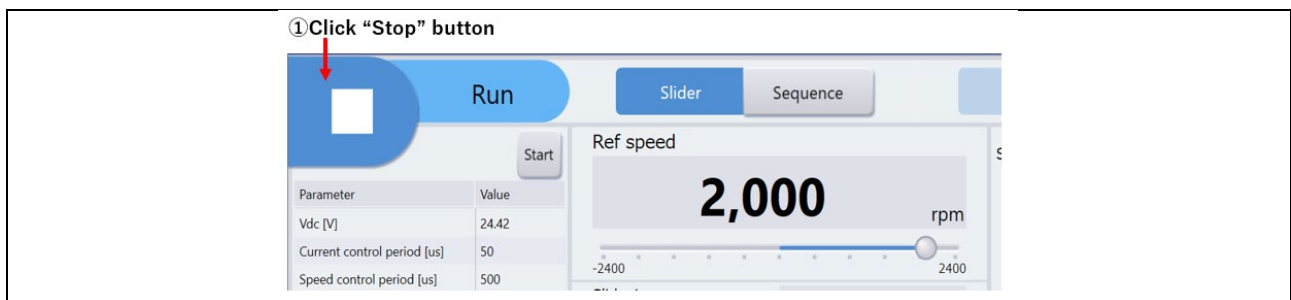 ①Click “Stop” button
Run
Slider
Sequence
Start
Ref speed
2,000
rpm
-2400
2400
Parameter Value
Vdc [V] 24.42
Current control period [us] 50
Speed control period [us] 500